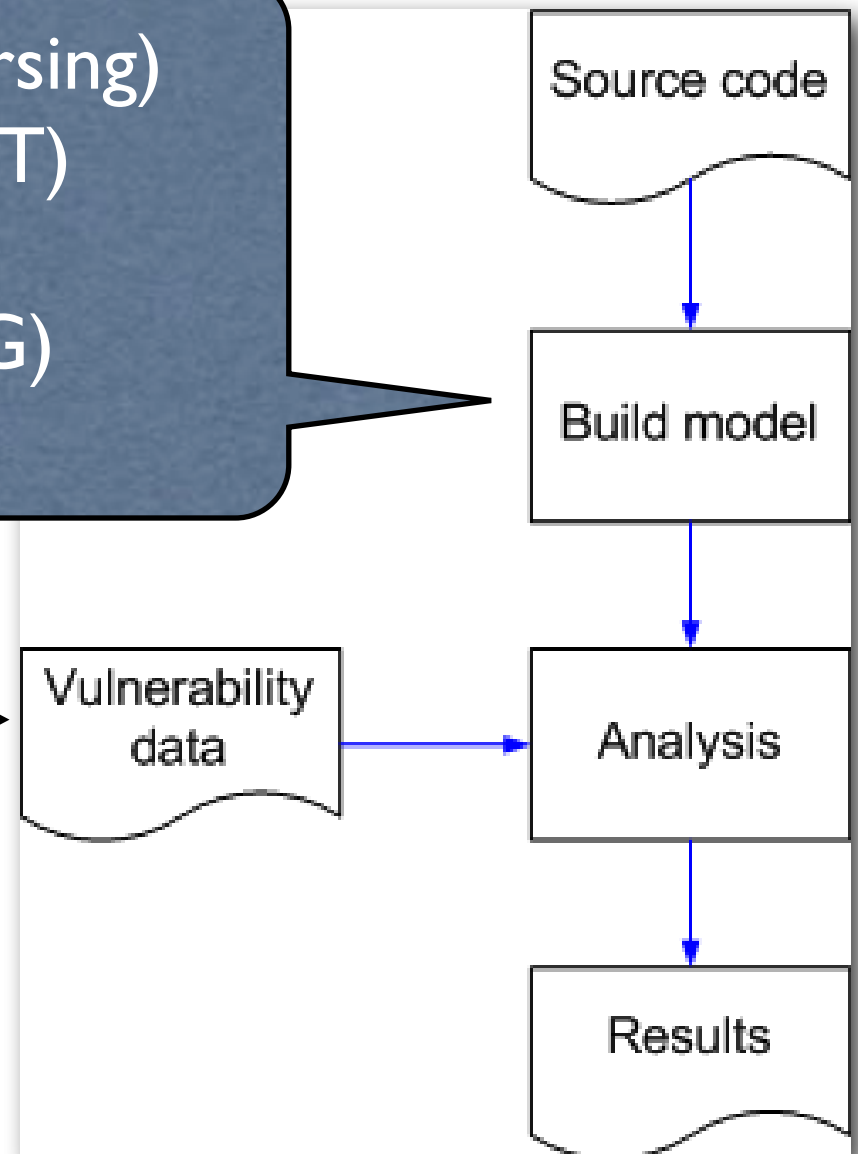 rsing)
T)
G)
Source code
Build model
Vulnerability
data
Analysis
Results